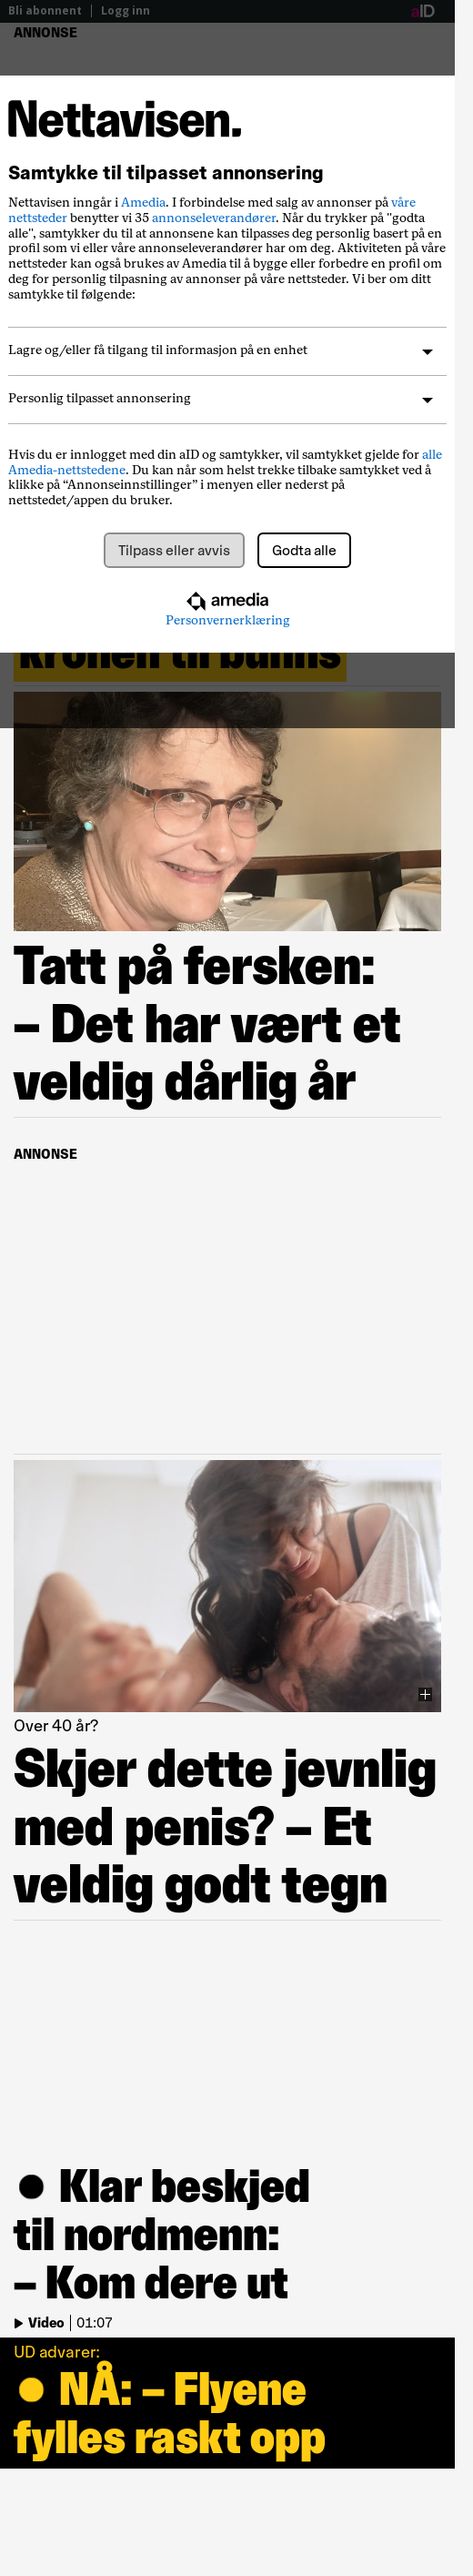 Bli abonnent
Logg inn
aID
ANNONSE
Nettavisen.
Samtykke til tilpasset annonsering
Nettavisen inngår i Amedia. I forbindelse med salg av annonser på våre
nettsteder benytter vi 35 annonseleverandører. Når du trykker på "godta
alle", samtykker du til at annonsene kan tilpasses deg personlig basert på en
profil som vi eller våre annonseleverandører har om deg. Aktiviteten på våre
nettsteder kan også brukes av Amedia til å bygge eller forbedre en profil om
deg for personlig tilpasning av annonser på våre nettsteder. Vi ber om ditt
samtykke til følgende:
Lagre og/eller få tilgang til informasjon på en enhet
Personlig tilpasset annonsering
Hvis du er innlogget med din aID og samtykker, vil samtykket gjelde for alle
Amedia-nettstedene. Du kan når som helst trekke tilbake samtykket ved å
klikke på “Annonseinnstillinger” i menyen eller nederst på
nettstedet/appen du bruker.
Tilpass eller avvis
Godta alle
amedia
Personvernerklæring
Kronen til bunns
Tatt på fersken:
– Det har vært et
veldig dårlig år
ANNONSE
Over 40 år?
Skjer dette jevnlig
med penis? – Et
veldig godt tegn
Klar beskjed
til nordmenn:
– Kom dere ut
Video 01:07
UD advarer:
NÅ: – Flyene
fylles raskt opp